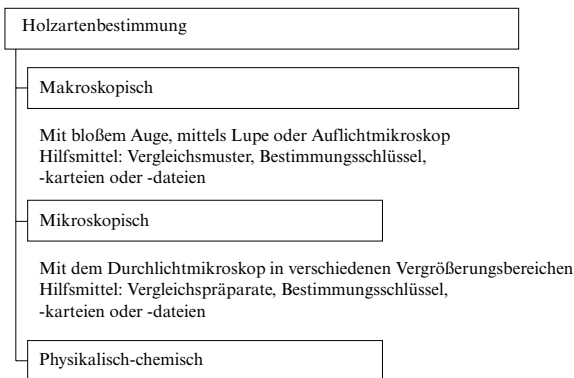 Holzartenbestimmung
Makroskopisch
Mit bloßem Auge, mittels Lupe oder Auflichtmikroskop
Hilfsmittel: Vergleichsmuster, Bestimmungsschlüssel,
-karteien oder -dateien
Mikroskopisch
Mit dem Durchlichtmikroskop in verschiedenen Vergrößerungsbereichen
Hilfsmittel: Vergleichspräparate, Bestimmungsschlüssel,
-karteien oder -dateien
Physikalisch-chemisch